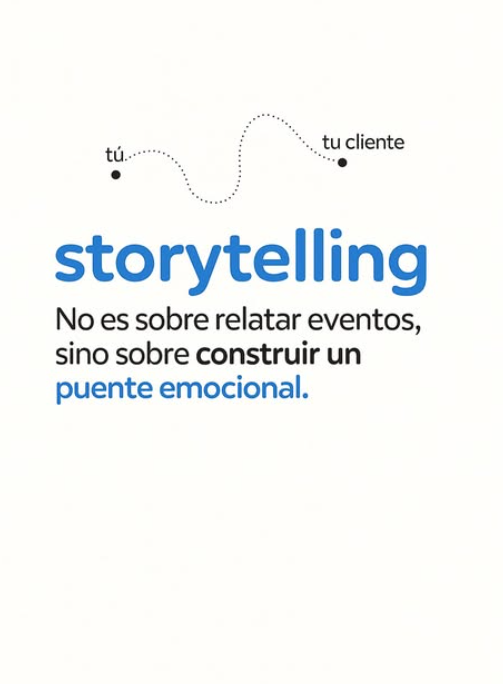 tú
tu cliente
storytelling
No es sobre relatar eventos,
sino sobre construir un
puente emocional.